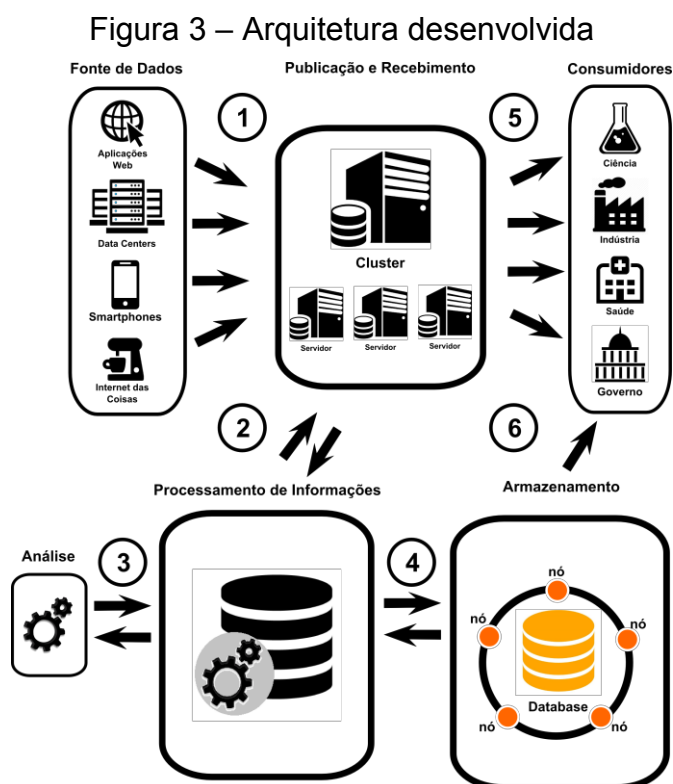 Figura 3 – Arquitetura desenvolvida
Fonte de Dados
Publicação e Recebimento
Consumidores
1
5
Aplicações
Web
Data Centers
Smartphones
Internet das
Coisas
Cluster
Servidor
Servidor
Servidor
Ciência
Indústria
Saúde
Governo
2
6
Processamento de Informações
Armazenamento
Análise
3
4
nó
nó
nó
Database
nó
nó